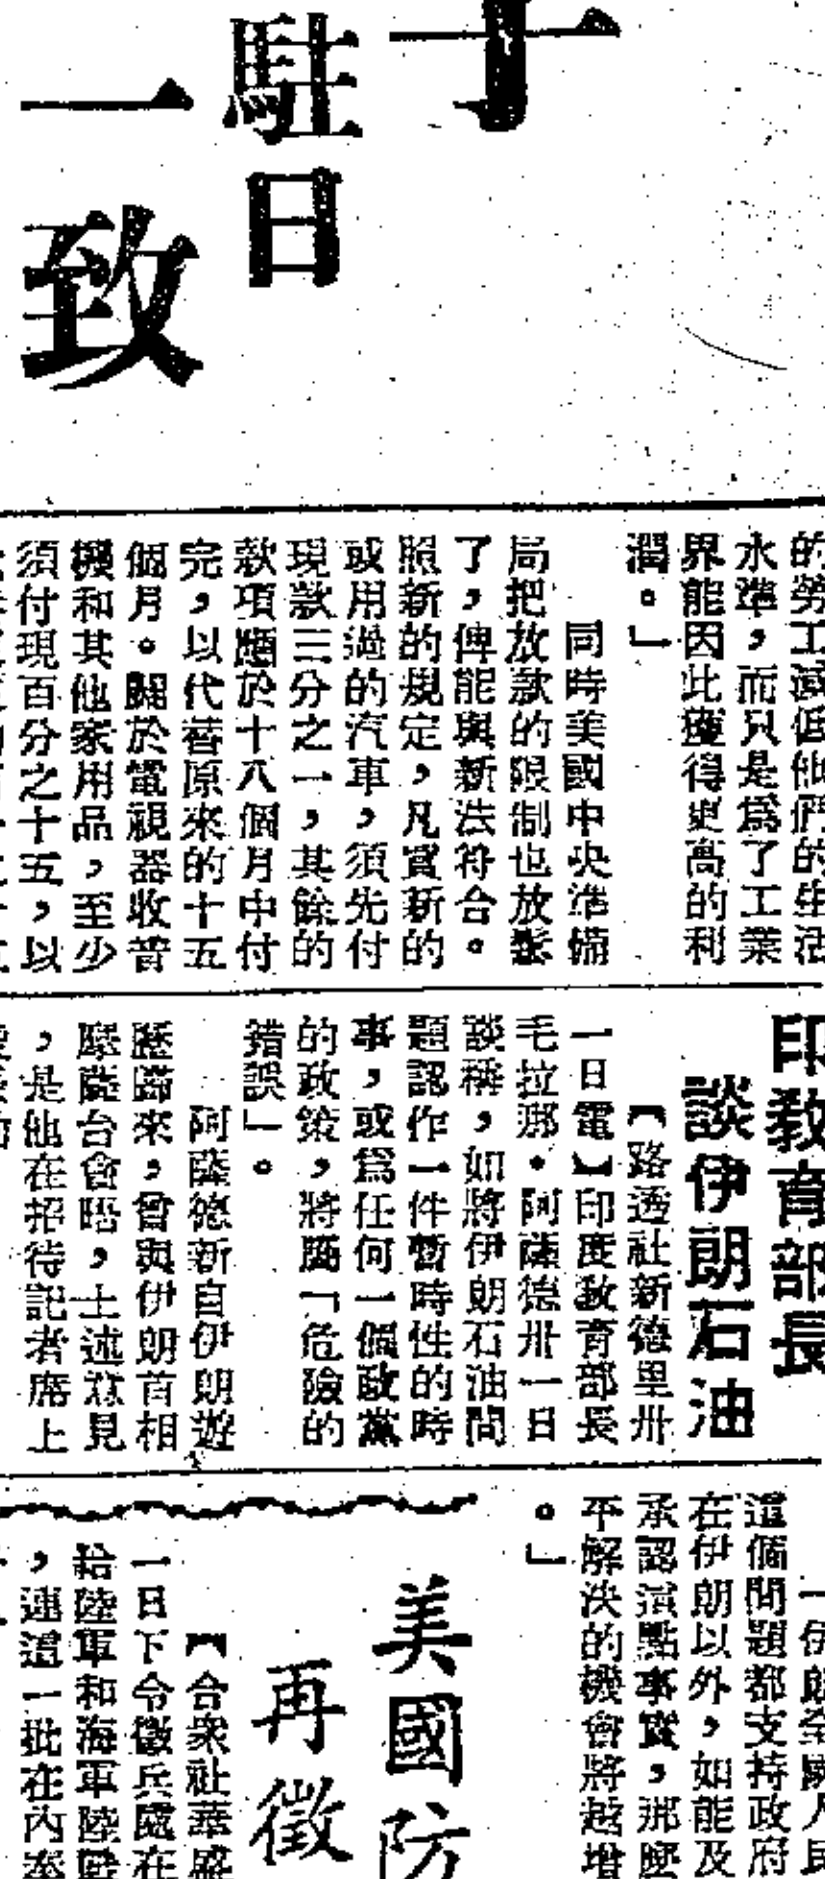 駐日
一致
的勞工減低他們的生活
水準，而只是爲了工業
界能因此獲得更高的利
潤。」
同時美國中央準備
局把放款的限制也放鬆
了，俾能與新法符合。
照新的規定，凡買新的
或用過的汽車，須先付
現款三分之一，其餘的
款項應於十八個月中付
完，以代替原來的十五
個月。關於電視器收音
機和其他家用品，至少
須付現百分之十五，以
印教育部長
談伊朗石油
【路透社新德里卅
一日電】印度教育部長
毛拉那·阿薩德卅一日
談稱，如將伊朗石油問
題認作一件暫時性的時
事，或爲任何一個政黨
的政策，將屬「危險的
錯誤」。
阿薩德新自伊朗遊
歷歸來，曾與伊朗首相
摩薩台會晤，上述意見
，是他在招待記者席上
人民
這個問題都支持政府
在伊朗以外，如能及
承認這點事實，那麼
平解決的機會將越增
。」
美國防
再徵
【合衆社華盛
一日下令徵兵處在
給陸軍和海軍陸戰
，連這一批在內